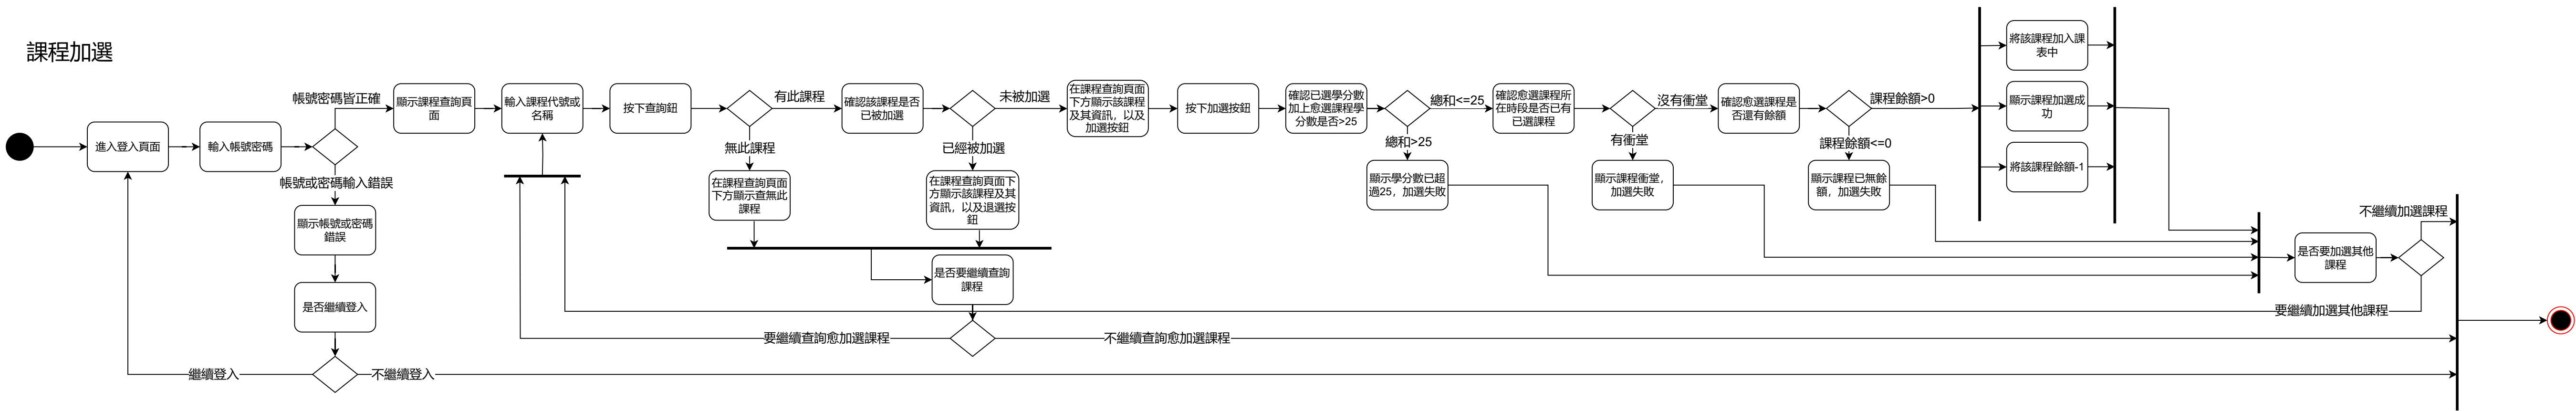 課程加選
進入登入頁面
輸入帳號密碼
帳號密碼皆正確
帳號或密碼輸入錯誤
顯示帳號或密碼
錯誤
是否繼續登入
繼續登入
不繼續登入
顯示課程查詢頁
面
輸入課程代號或
名稱
按下查詢鈕
有此課程
無此課程
在課程查詢頁面
下方顯示查無此
課程
確認該課程是否
已被加選
未被加選
已經被加選
在課程查詢頁面下
方顯示該課程及其
資訊，以及退選按
鈕
是否要繼續查詢
課程
要繼續查詢愈加選課程
不繼續查詢愈加選課程
在課程查詢頁面
下方顯示該課程
及其資訊，以及
加選按鈕
按下加選按鈕
確認已選學分數
加上愈選課程學
分數是否>25
總和<=25
總和>25
顯示學分數已超
過25，加選失敗
確認愈選課程所
在時段是否已有
已選課程
沒有衝堂
有衝堂
顯示課程衝堂，
加選失敗
確認愈選課程是
否還有餘額
課程餘額>0
課程餘額<=0
顯示課程已無餘
額，加選失敗
將該課程加入課
表中
顯示課程加選成
功
將該課程餘額-1
是否要加選其他
課程
不繼續加選課程
要繼續加選其他課程